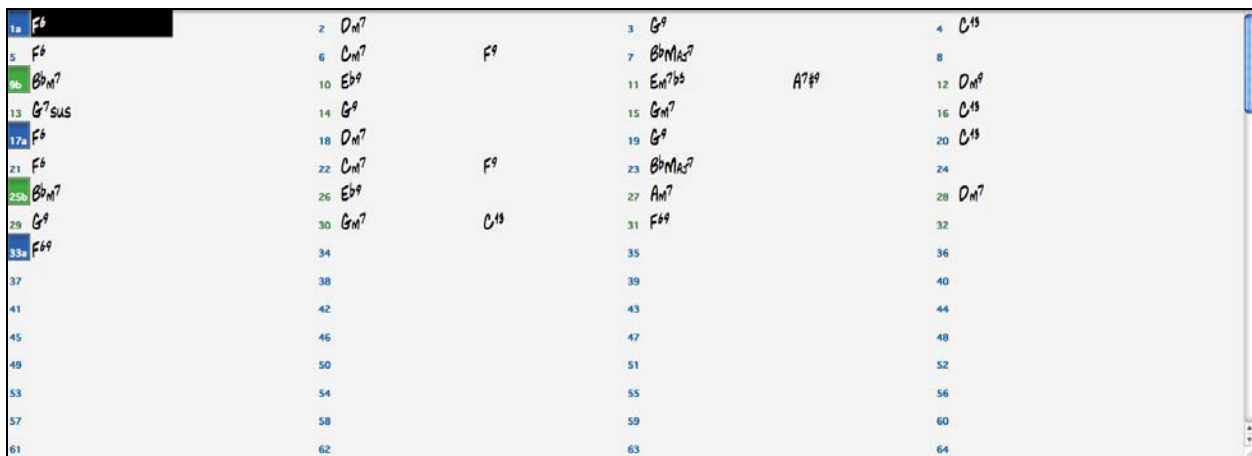 1a F6 2 Dm7 3 G9 4 C13
5 F6 6 Cm7 F9 7 BbMAJ7 8
9b Bbm7 10 Eb9 11 Em7b5 A7#9 12 Dm9
13 G7sus 14 G9 15 Gm7 16 C13
17a F6 18 Dm7 19 G9 20 C13
21 F6 22 Cm7 F9 23 BbMAJ7 24
25b Bbm7 26 Eb9 27 Am7 28 Dm7
29 G9 30 Gm7 C13 31 F69 32
33a F69 34 35 36
37 38 39 40
41 42 43 44
45 46 47 48
49 50 51 52
53 54 55 56
57 58 59 60
61 62 63 64